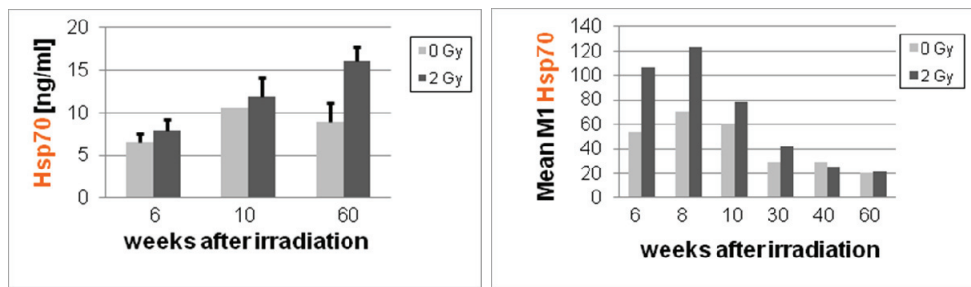 20
15
10
5
0
Hsp70 [ng/ml]
0 Gy
2 Gy
6 10 60
weeks after irradiation
140
120
100
80
60
40
20
0
Mean M1 Hsp70
0 Gy
2 Gy
6 8 10 30 40 60
weeks after irradiation